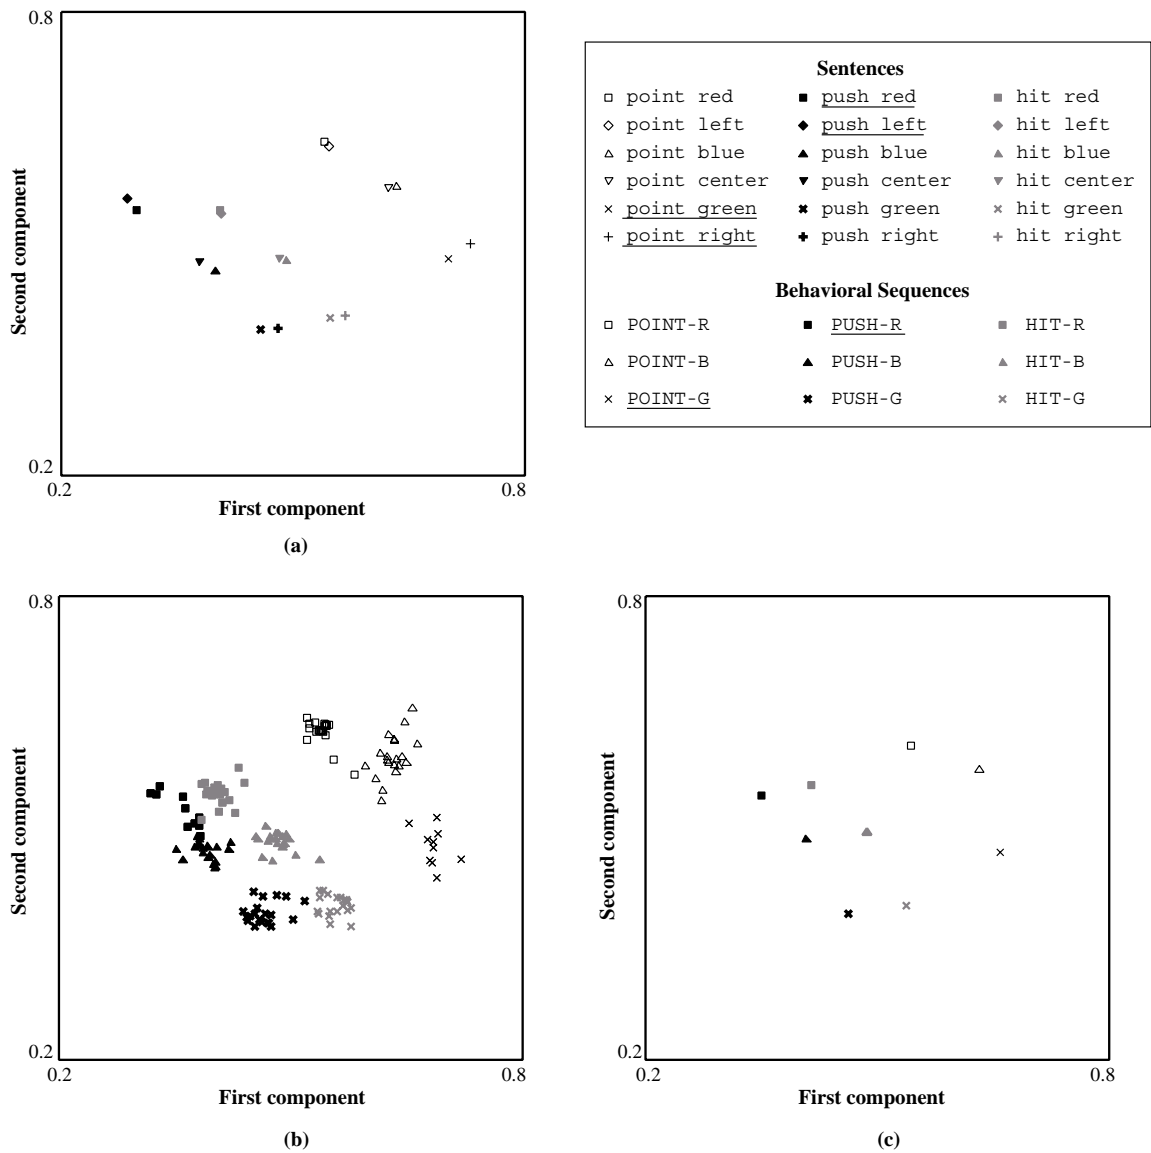 0.8
Second component
0.2
0.2
0.8
First component
(a)
Sentences
point red push red hit red
point left push left hit left
point blue push blue hit blue
point center push center hit center
point green push green hit green
point right push right hit right
Behavioral Sequences
POINT-R PUSH-R HIT-R
POINT-B PUSH-B HIT-B
POINT-G PUSH-G HIT-G
0.8
Second component
0.2
0.2
0.8
First component
(b)
0.8
Second component
0.2
0.2
0.8
First component
(c)